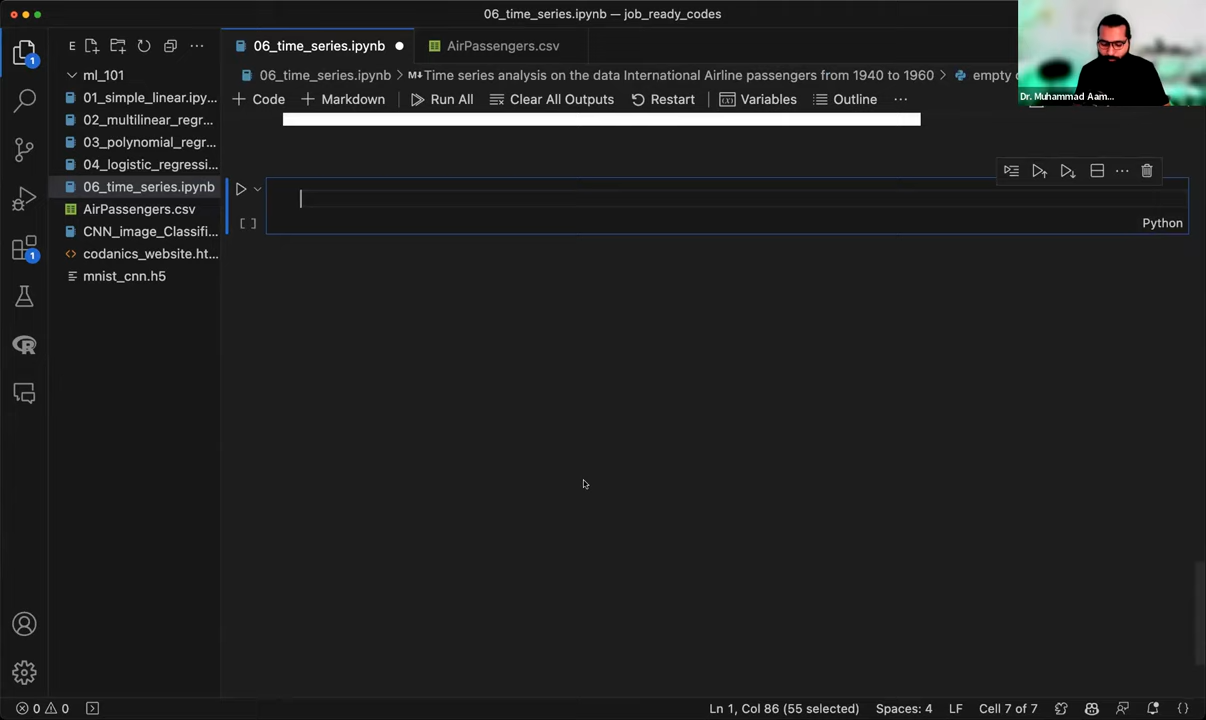 06_time_series.ipynb — job_ready_codes
E
06_time_series.ipynb
AirPassengers.csv
1
ml_101
06_time_series.ipynb > Time series analysis on the data International Airline passengers from 1940 to 1960 > empty
01_simple_linear.ipy...
Code
Markdown
Run All
Clear All Outputs
Restart
Variables
Outline
...
Dr. Muhammad Aam...
02_multilinear_regr...
03_polynomial_regr...
04_logistic_regressi...
06_time_series.ipynb
AirPassengers.csv
[ ]
Python
CNN_image_Classifi...
1
codanics_website.ht...
mnist_cnn.h5
R
0 0
Ln 1, Col 86 (55 selected)
Spaces: 4
LF
Cell 7 of 7